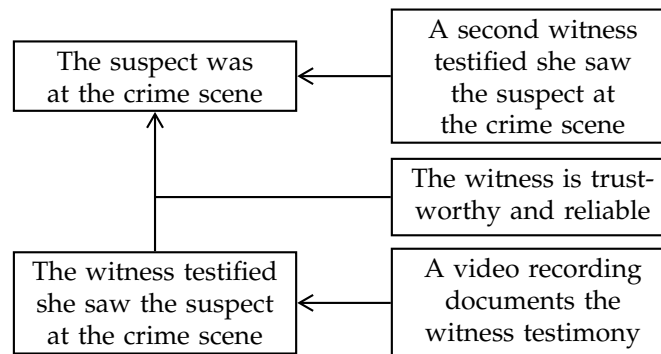 The suspect was
at the crime scene
A second witness
testified she saw
the suspect at
the crime scene
The witness is trust-
worthy and reliable
The witness testified
she saw the suspect
at the crime scene
A video recording
documents the
witness testimony